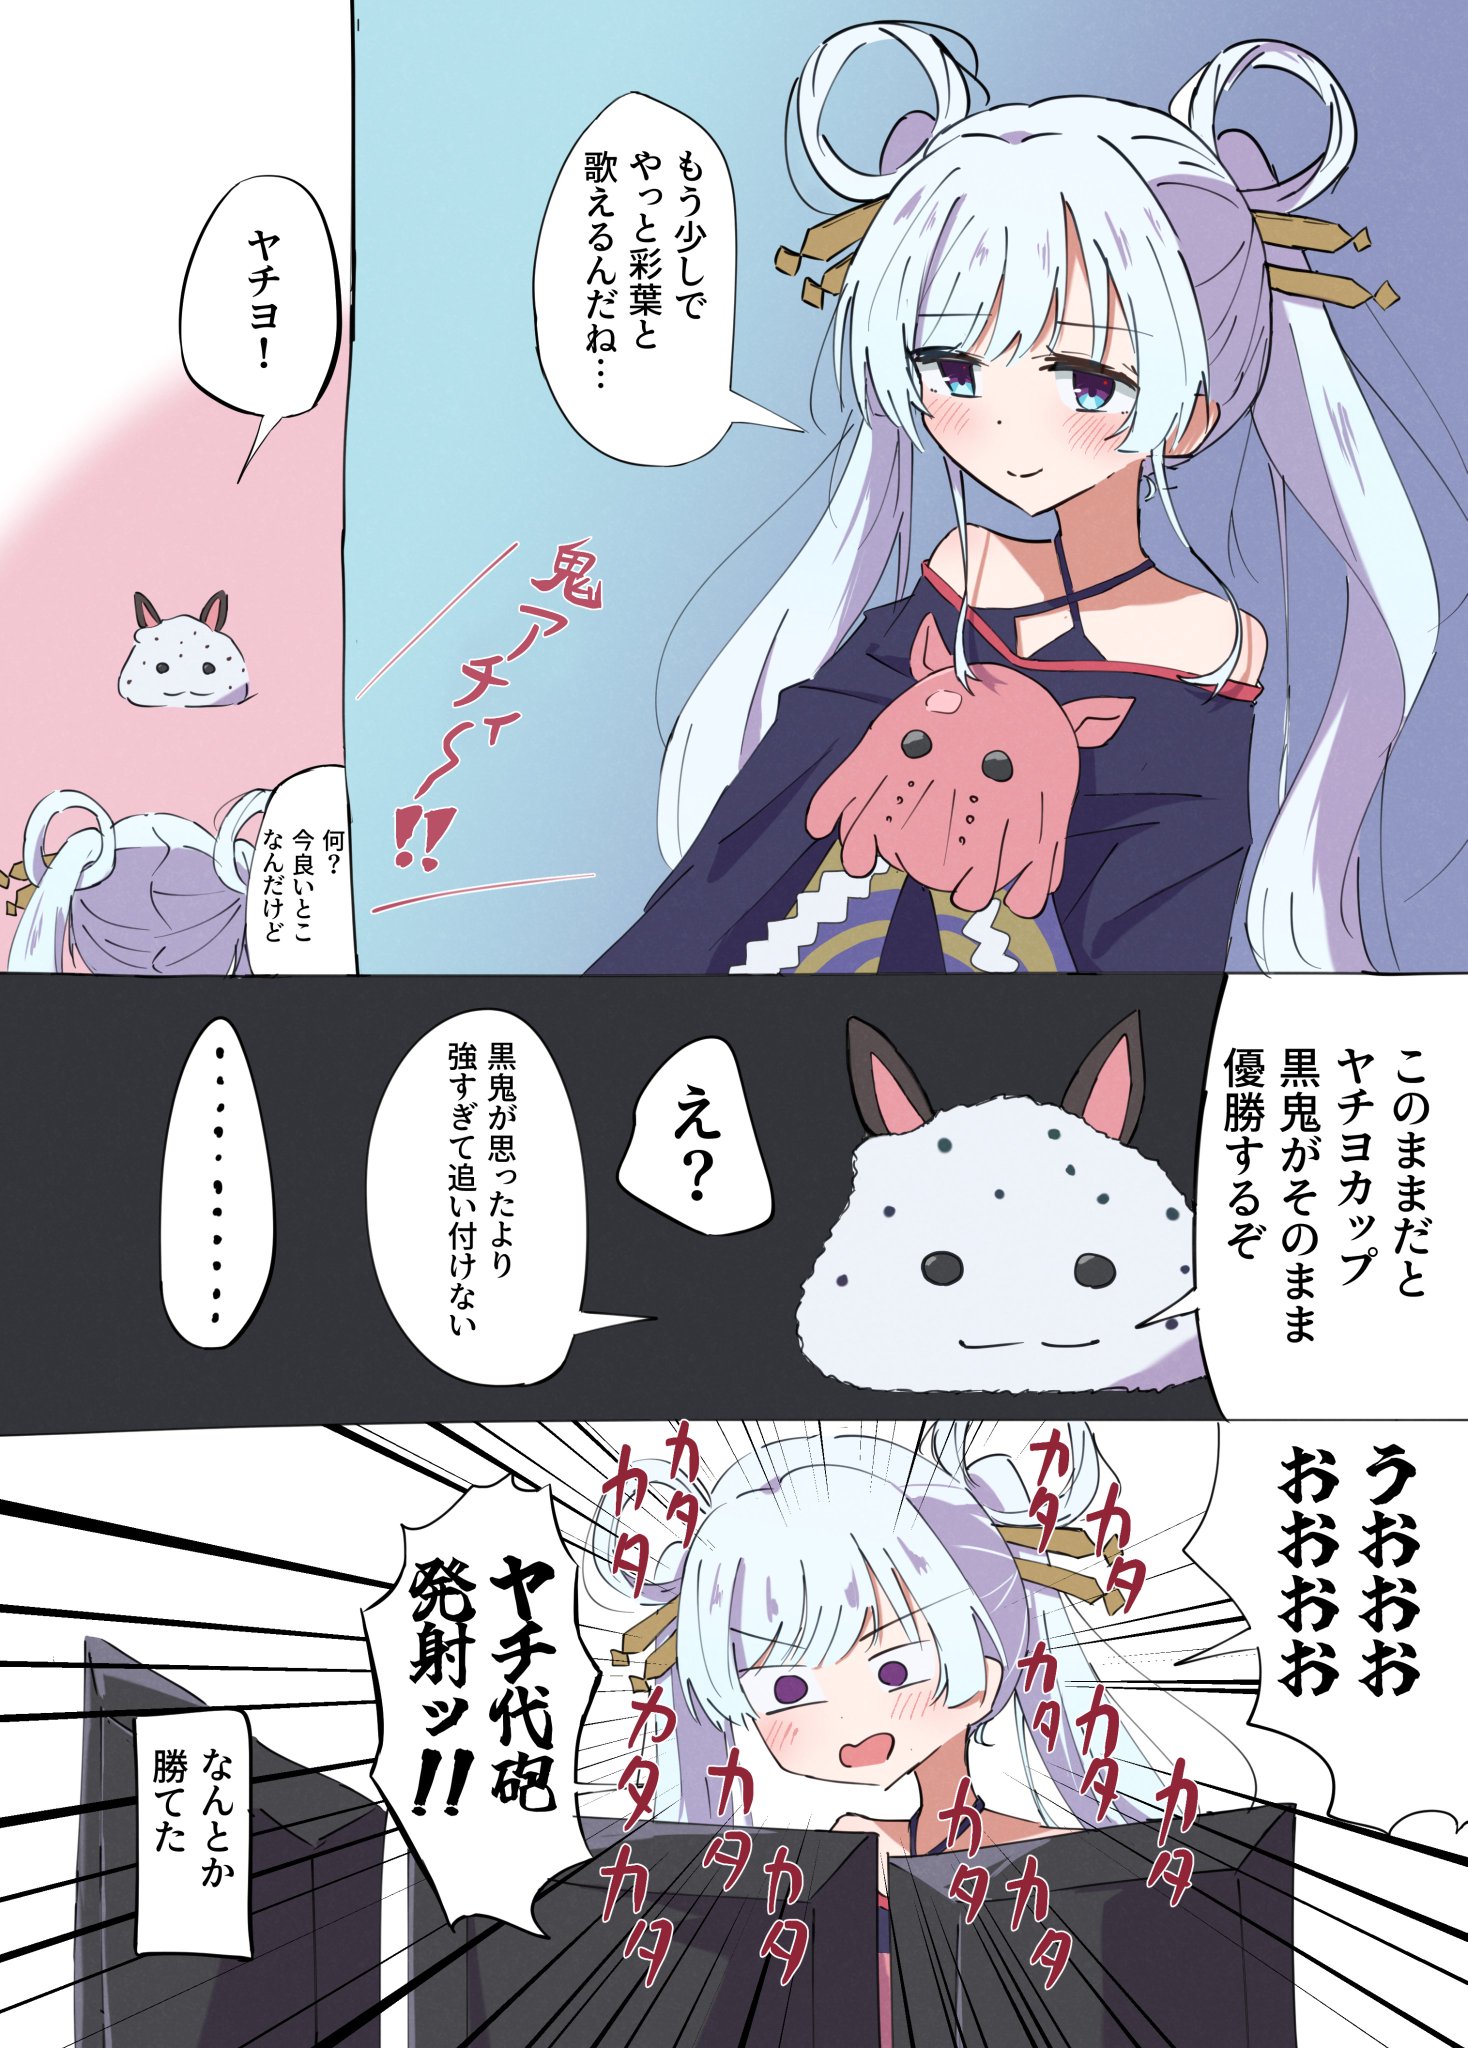 もう少しで
やっと彩葉と
歌えるんだね…
鬼アチィ～!!
ヤチヨ！
何？
今良いとこ
なんだけど
このままだと
ヤチヨカップ
黒鬼がそのまま
優勝するぞ
え？
黒鬼が思ったより
強すぎて追い付けない
・・・・・・・・・
うおおお
おおおお
カタ
カタ
カタ
カタ
カタ
カタ
カタ
カタ
カタ
カタ
カタ
カタ
カタ
ヤチ代砲
発射ッ!!
なんとか
勝てた